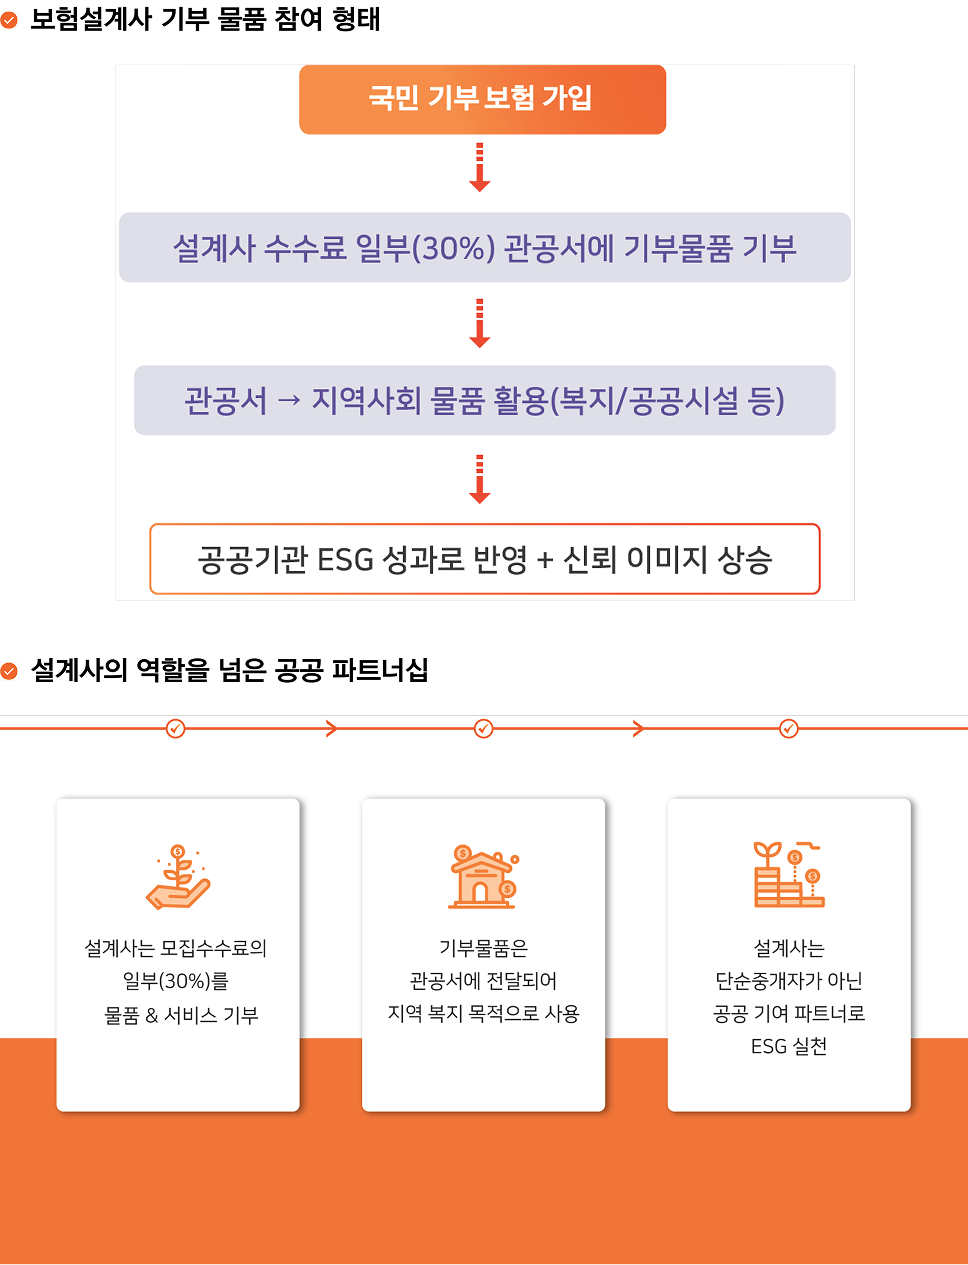 보험설계사 기부 물품 참여 형태
국민 기부 보험 가입
설계사 수수료 일부(30%) 관공서에 기부물품 기부
관공서 → 지역사회 물품 활용(복지/공공시설 등)
공공기관 ESG 성과로 반영 + 신뢰 이미지 상승
설계사의 역할을 넘은 공공 파트너십
설계사는 모집수수료의
일부(30%)를
물품 & 서비스 기부
기부물품은
관공서에 전달되어
지역 복지 목적으로 사용
설계사는
단순중개자가 아닌
공공 기여 파트너로
ESG 실천